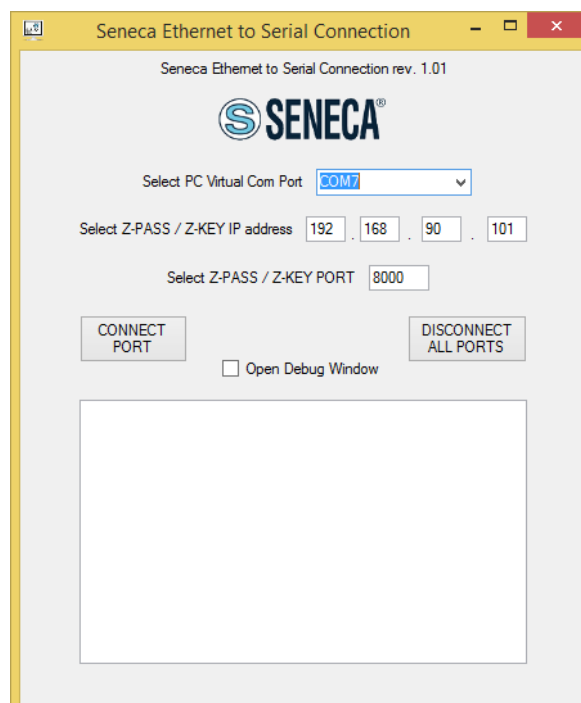 Seneca Ethernet to Serial Connection
Seneca Ethernet to Serial Connection rev. 1.01
SENECA®
Select PC Virtual Com Port COM7
Select Z-PASS / Z-KEY IP address 192 . 168 . 90 . 101
Select Z-PASS / Z-KEY PORT 8000
CONNECT
PORT
DISCONNECT
ALL PORTS
Open Debug Window